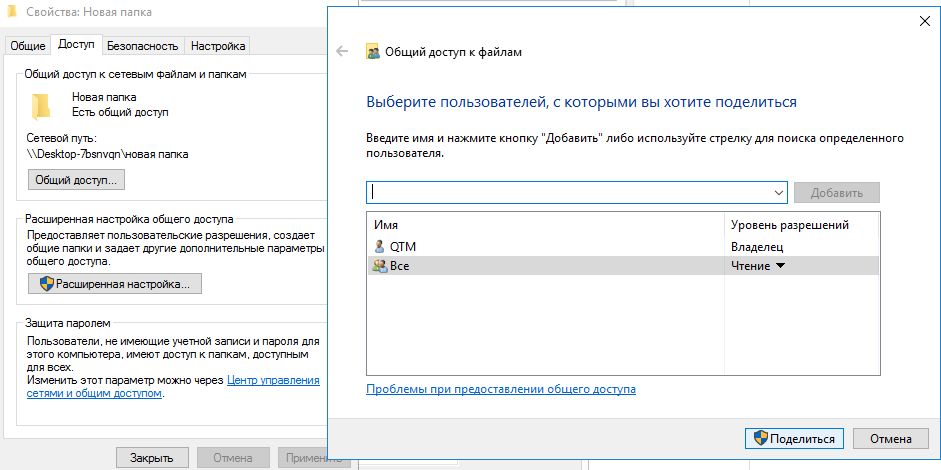 Свойства: Новая папка
Общие
Доступ
Безопасность
Настройка
Общий доступ к сетевым файлам и папкам
Новая папка
Есть общий доступ
Сетевой путь:
\\Desktop-7bsnvqn\новая папка
Общий доступ...
Расширенная настройка общего доступа
Предоставляет пользовательские разрешения, создает
общие папки и задает другие дополнительные параметры
общего доступа.
Расширенная настройка...
Защита паролем
Пользователи, не имеющие учетной записи и пароля для
этого компьютера, имеют доступ к папкам, доступным
для всех.
Изменить этот параметр можно через Центр управления
сетями и общим доступом.
Закрыть
Отмена
Применить
Общий доступ к файлам
Выберите пользователей, с которыми вы хотите поделиться
Введите имя и нажмите кнопку "Добавить" либо используйте стрелку для поиска определенного
пользователя.
Добавить
Имя
Уровень разрешений
QTM
Владелец
Все
Чтение
Проблемы при предоставлении общего доступа
Поделиться
Отмена